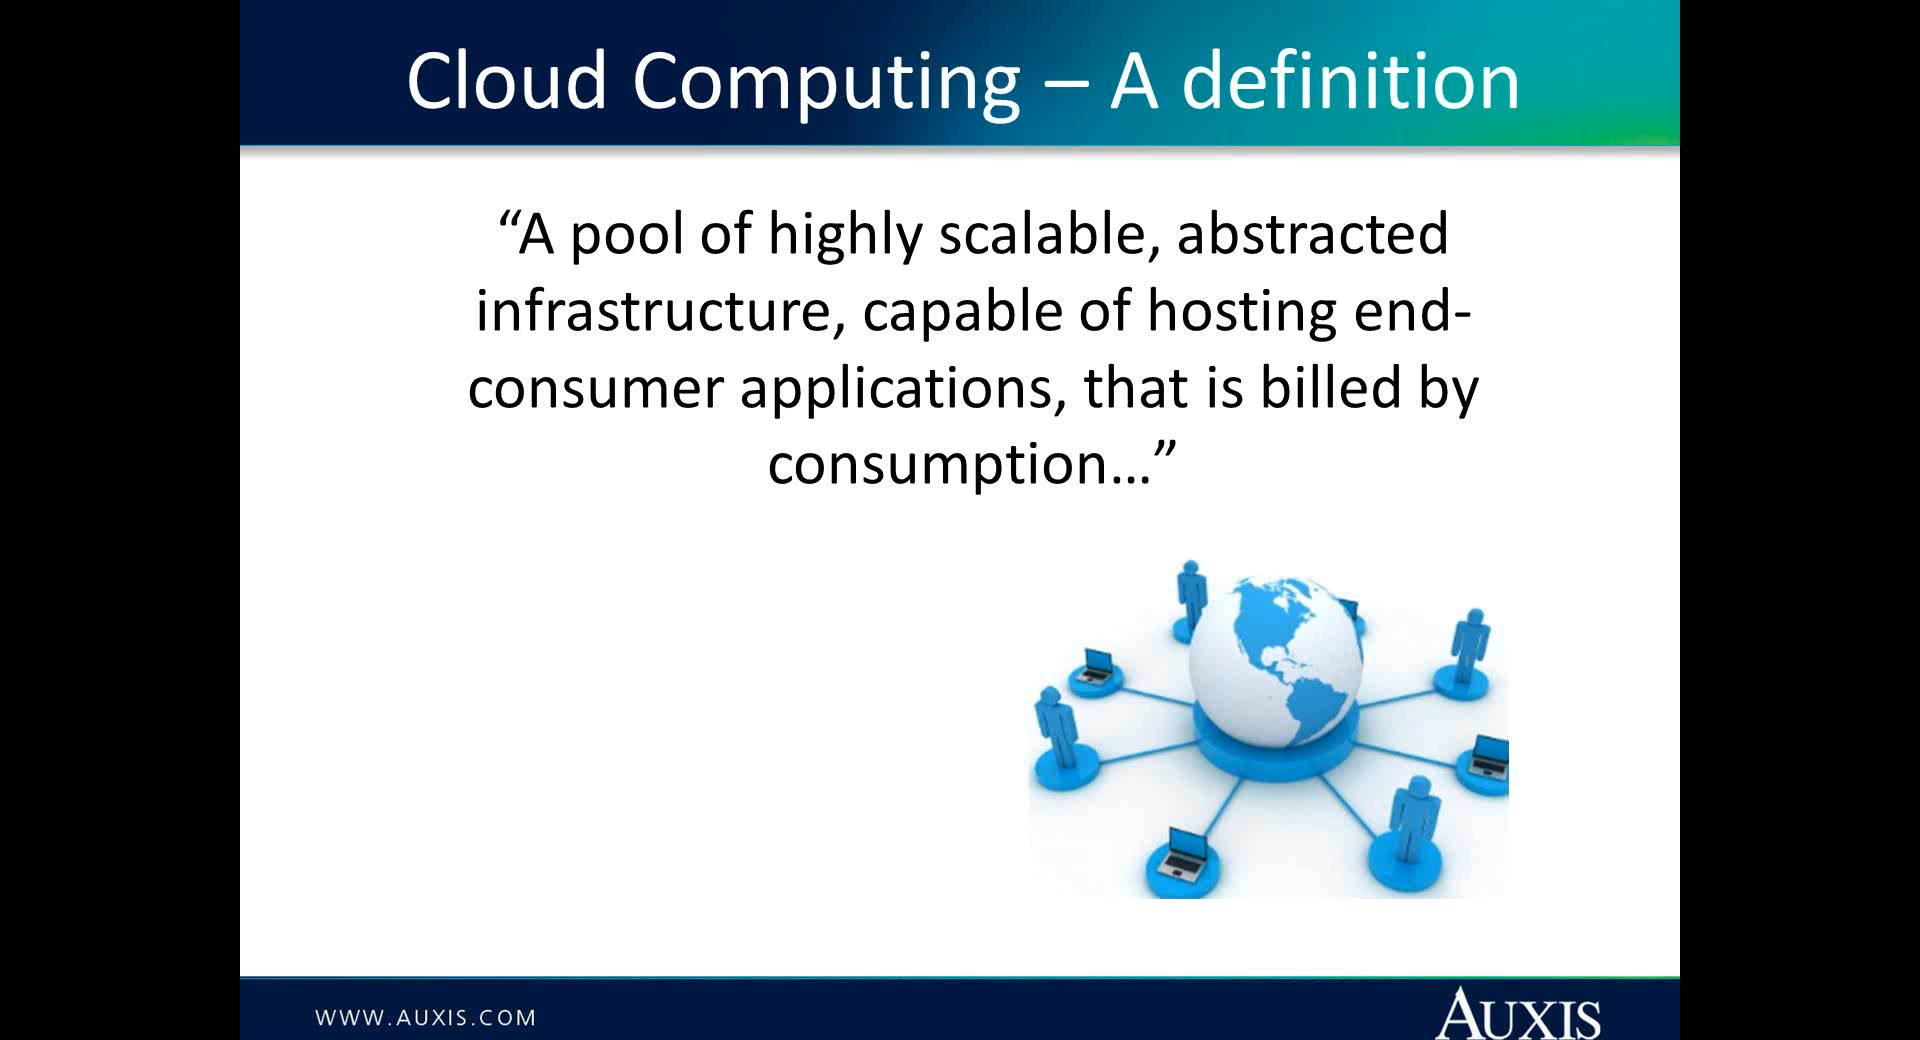 Cloud Computing – A definition
“A pool of highly scalable, abstracted
infrastructure, capable of hosting end-
consumer applications, that is billed by
consumption…”
WWW.AUXIS.COM
AUXIS